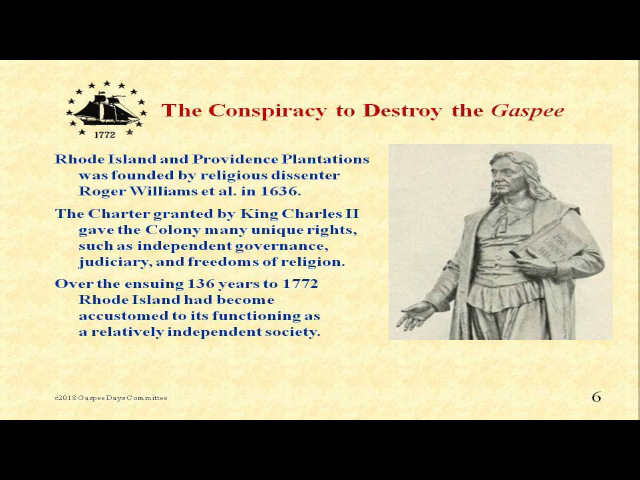 The Conspiracy to Destroy the Gaspee
1772
Rhode Island and Providence Plantations
was founded by religious dissenter
Roger Williams et al. in 1636.
The Charter granted by King Charles II
gave the Colony many unique rights,
such as independent governance,
judiciary, and freedoms of religion.
Over the ensuing 136 years to 1772
Rhode Island had become
accustomed to its functioning as
a relatively independent society.
c2018 Gaspee Days Committee
6